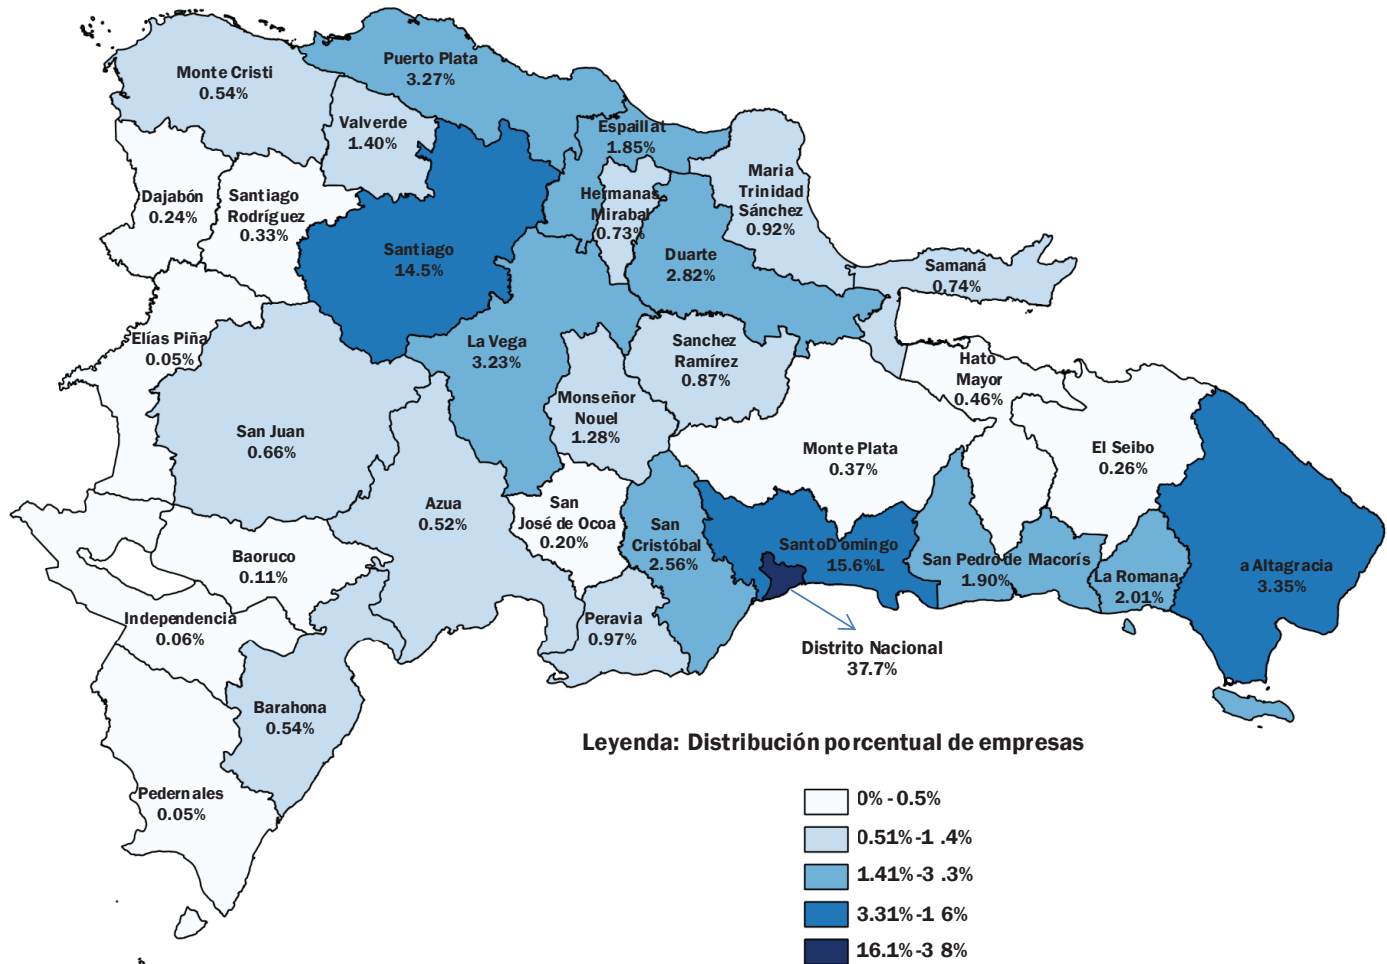 Puerto Plata
3.27%
Monte Cristi
0.54%
Valverde
1.40%
Espaillat
1.85%
Maria
Trinidad
Sánchez
0.92%
Dajabón
0.24%
Santiago
Rodríguez
0.33%
Hermanas
Mirabal
0.73%
Santiago
14.5%
Duarte
2.82%
Samaná
0.74%
Elías Piña
0.05%
La Vega
3.23%
Sanchez
Ramírez
0.87%
Hato
Mayor
0.46%
Monseñor
Nouel
1.28%
San Juan
0.66%
Monte Plata
0.37%
El Seibo
0.26%
Azua
0.52%
San
José de Ocoa
0.20%
San
Cristóbal
2.56%
Santo Domingo
15.6%L
San Pedro de Macorís
1.90%
La Romana
2.01%
a Altagracia
3.35%
Baoruco
0.11%
Independencia
0.06%
Peravia
0.97%
Distrito Nacional
37.7%
Barahona
0.54%
Pedernales
0.05%
Leyenda: Distribución porcentual de empresas
0% - 0.5%
0.51% -1 .4%
1.41% -3 .3%
3.31% -1 6%
16.1% -3 8%